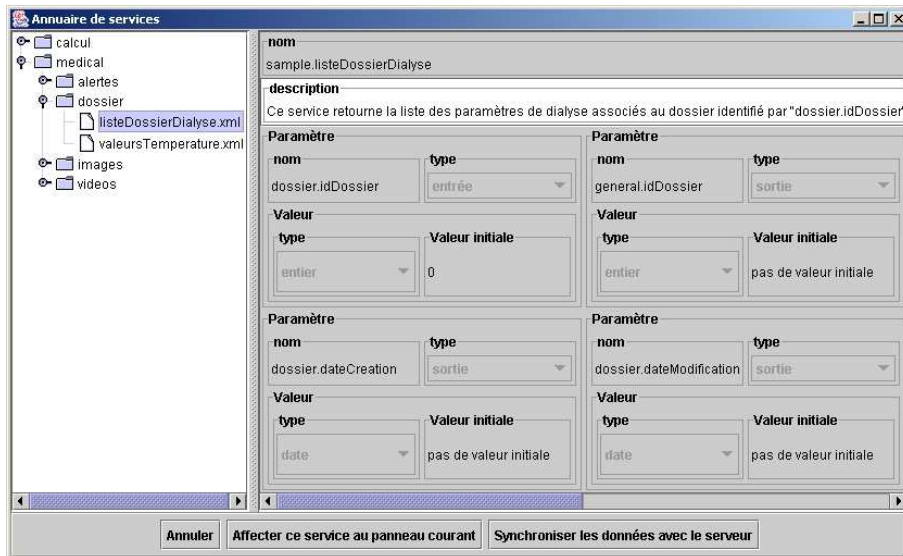 Annuaire de services
calcul
medical
alertes
dossier
listeDossierDialyse.xml
valeursTemperature.xml
images
videos
nom
sample.listeDossierDialyse
description
Ce service retourne la liste des paramètres de dialyse associés au dossier identifié par "dossier.idDossier"
Paramètre
nom
dossier.idDossier
type
entrée
Valeur
type
entier
Valeur initiale
0
Paramètre
nom
general.idDossier
type
sortie
Valeur
type
entier
Valeur initiale
pas de valeur initiale
Paramètre
nom
dossier.dateCreation
type
sortie
Valeur
type
date
Valeur initiale
pas de valeur initiale
Paramètre
nom
dossier.dateModification
type
sortie
Valeur
type
date
Valeur initiale
pas de valeur initiale
Annuler
Affecter ce service au panneau courant
Synchroniser les données avec le serveur